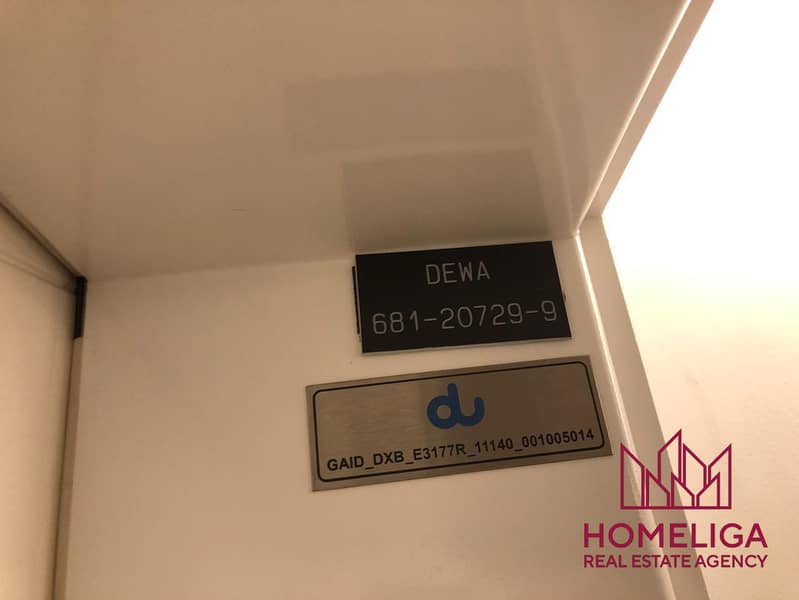 DEWA
681-20729-9
du
GAID_DXB_E3177R_11140_001005014
HOMELIGA
REAL ESTATE AGENCY